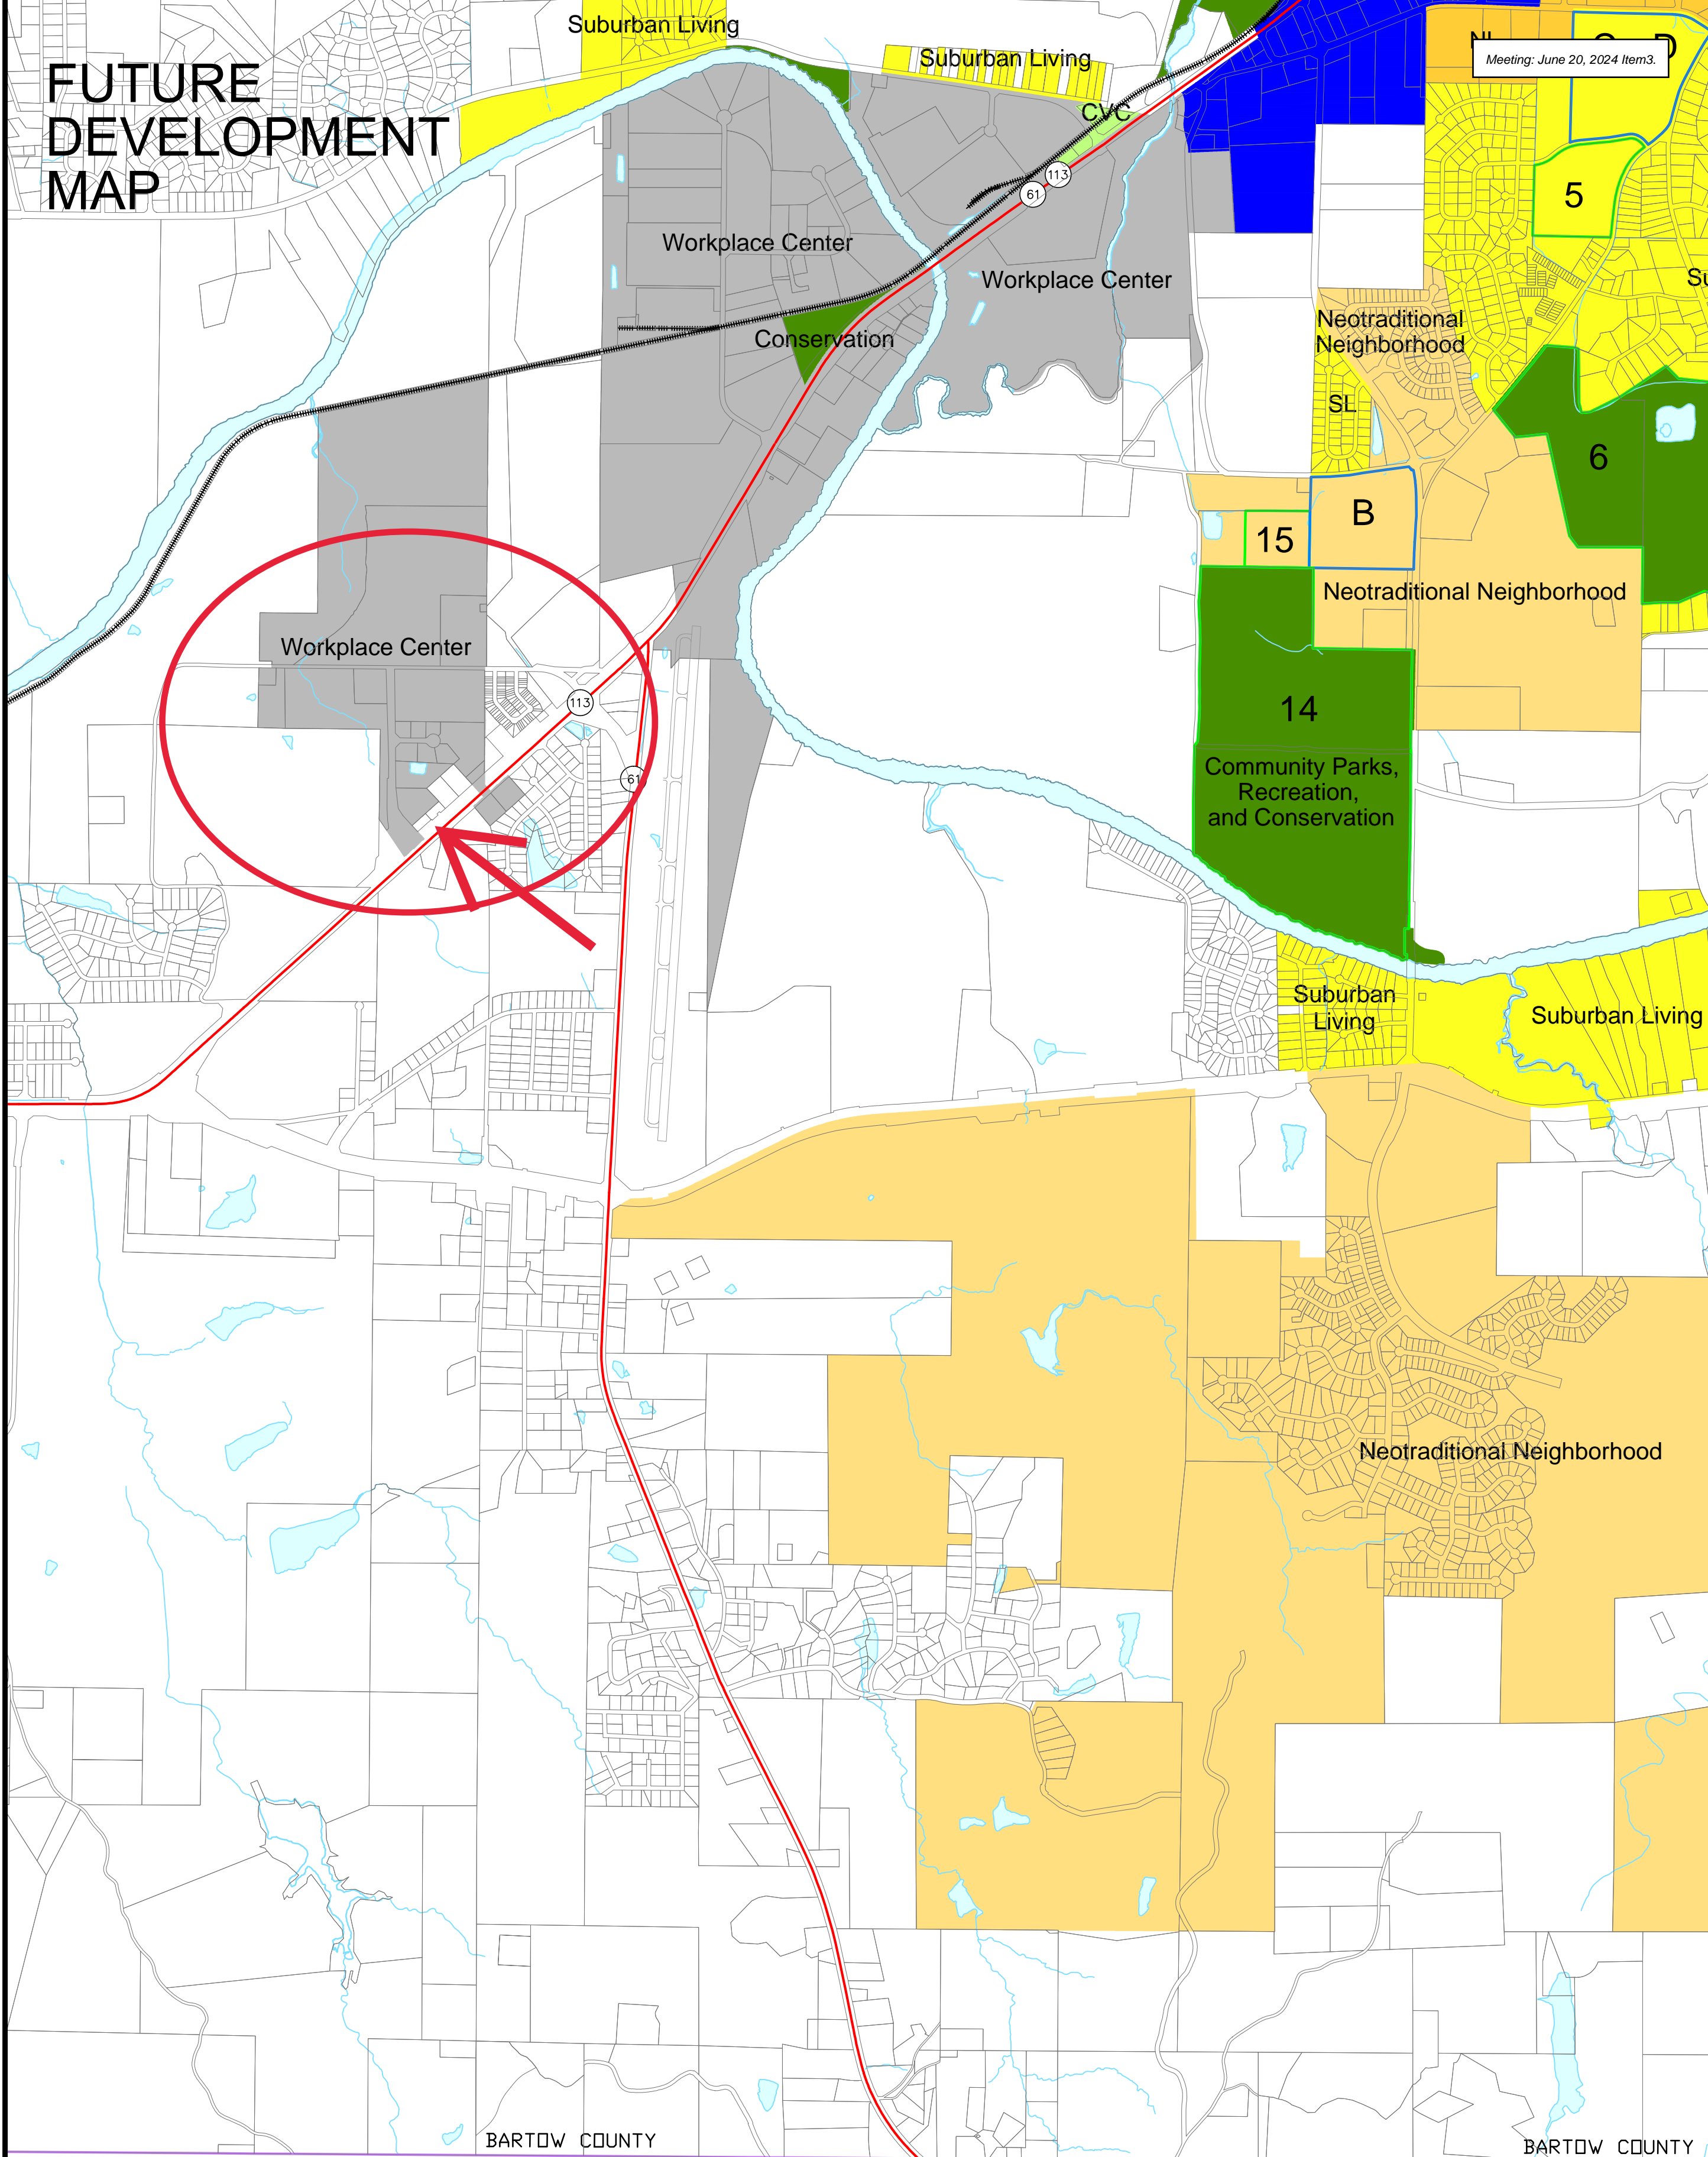 FUTURE
DEVELOPMENT
MAP
Suburban Living
Suburban Living
Meeting: June 20, 2024 Item3.
D
CVC
113
61
5
Workplace Center
Workplace Center
Conservation
Neotraditional
Neighborhood
SL
6
B
15
Neotraditional Neighborhood
Workplace Center
113
14
61
Community Parks,
Recreation,
and Conservation
Suburban
Living
Suburban Living
Neotraditional Neighborhood
BARTOW COUNTY
BARTOW COUNTY